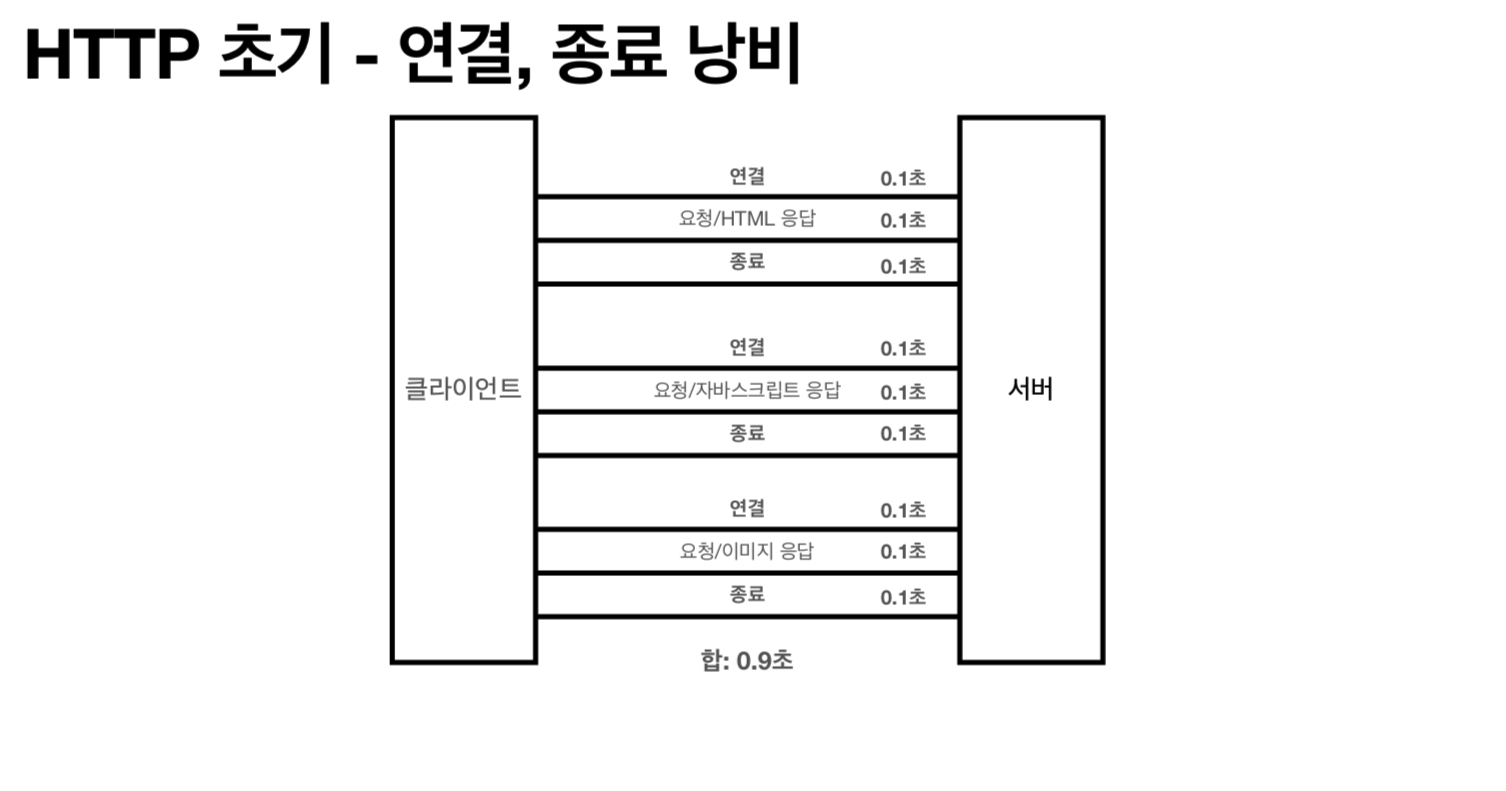 HTTP 초기 - 연결, 종료 낭비
연결 0.1초
요청/HTML 응답 0.1초
종료 0.1초
연결 0.1초
클라이언트 요청/자바스크립트 응답 0.1초 서버
종료 0.1초
연결 0.1초
요청/이미지 응답 0.1초
종료 0.1초
합: 0.9초